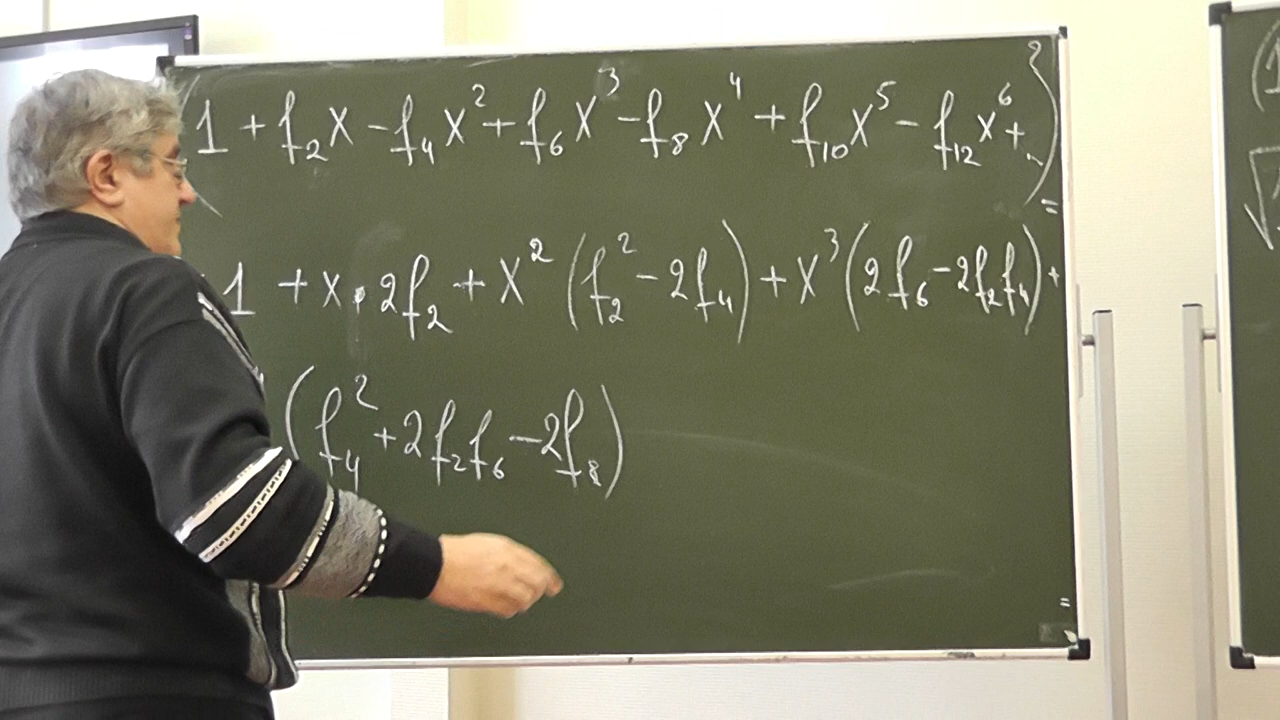 (1 + f₂x - f₄x² + f₆x³ - f₈x⁴ + f₁₀x⁵ - f₁₂x⁶ + ..)² =
1 + x · 2f₂ + x² (f₂² - 2f₄) + x³ (2f₆ - 2f₂f₄) +
(f₄² + 2f₂f₆ - 2f₈)
=